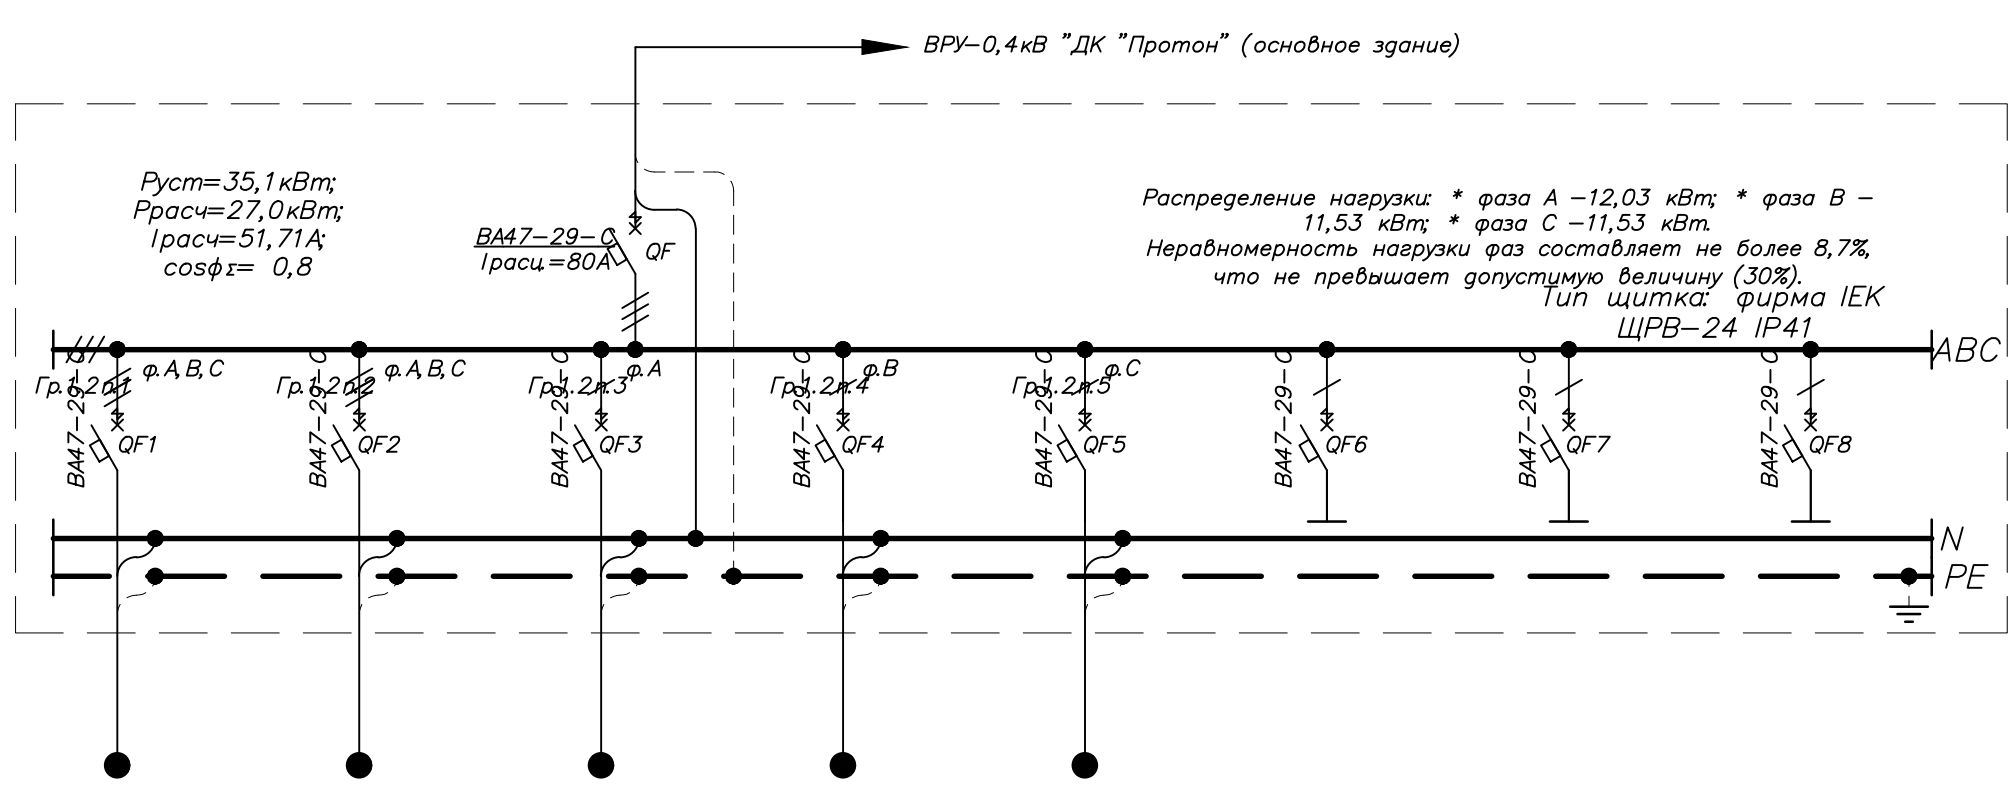 ВРУ-0,4кВ "ДК "Протон" (основное здание)
Руст=35,1кВт;
Ррасч=27,0кВт;
Iрасч=51,71А;
cosφΣ= 0,8
ВА47-29-С
Iрасц.=80А
QF
Распределение нагрузки: * фаза А -12,03 кВт; * фаза В -
11,53 кВт; * фаза С -11,53 кВт.
Неравномерность нагрузки фаз составляет не более 8,7%,
что не превышает допустимую величину (30%).
Тип щитка: фирма IEK
ЩРВ-24 IP41
ABC
ф.А,В,С
Гр.1.2п.1
ВА47-29-С
QF1
ф.А,В,С
Гр.1.2п.2
ВА47-29-С
QF2
ф.А
Гр.1.2п.3
ВА47-29-С
QF3
ф.В
Гр.1.2п.4
ВА47-29-С
QF4
ф.С
Гр.1.2п.5
ВА47-29-С
QF5
ВА47-29-С
QF6
ВА47-29-С
QF7
ВА47-29-С
QF8
N
PE